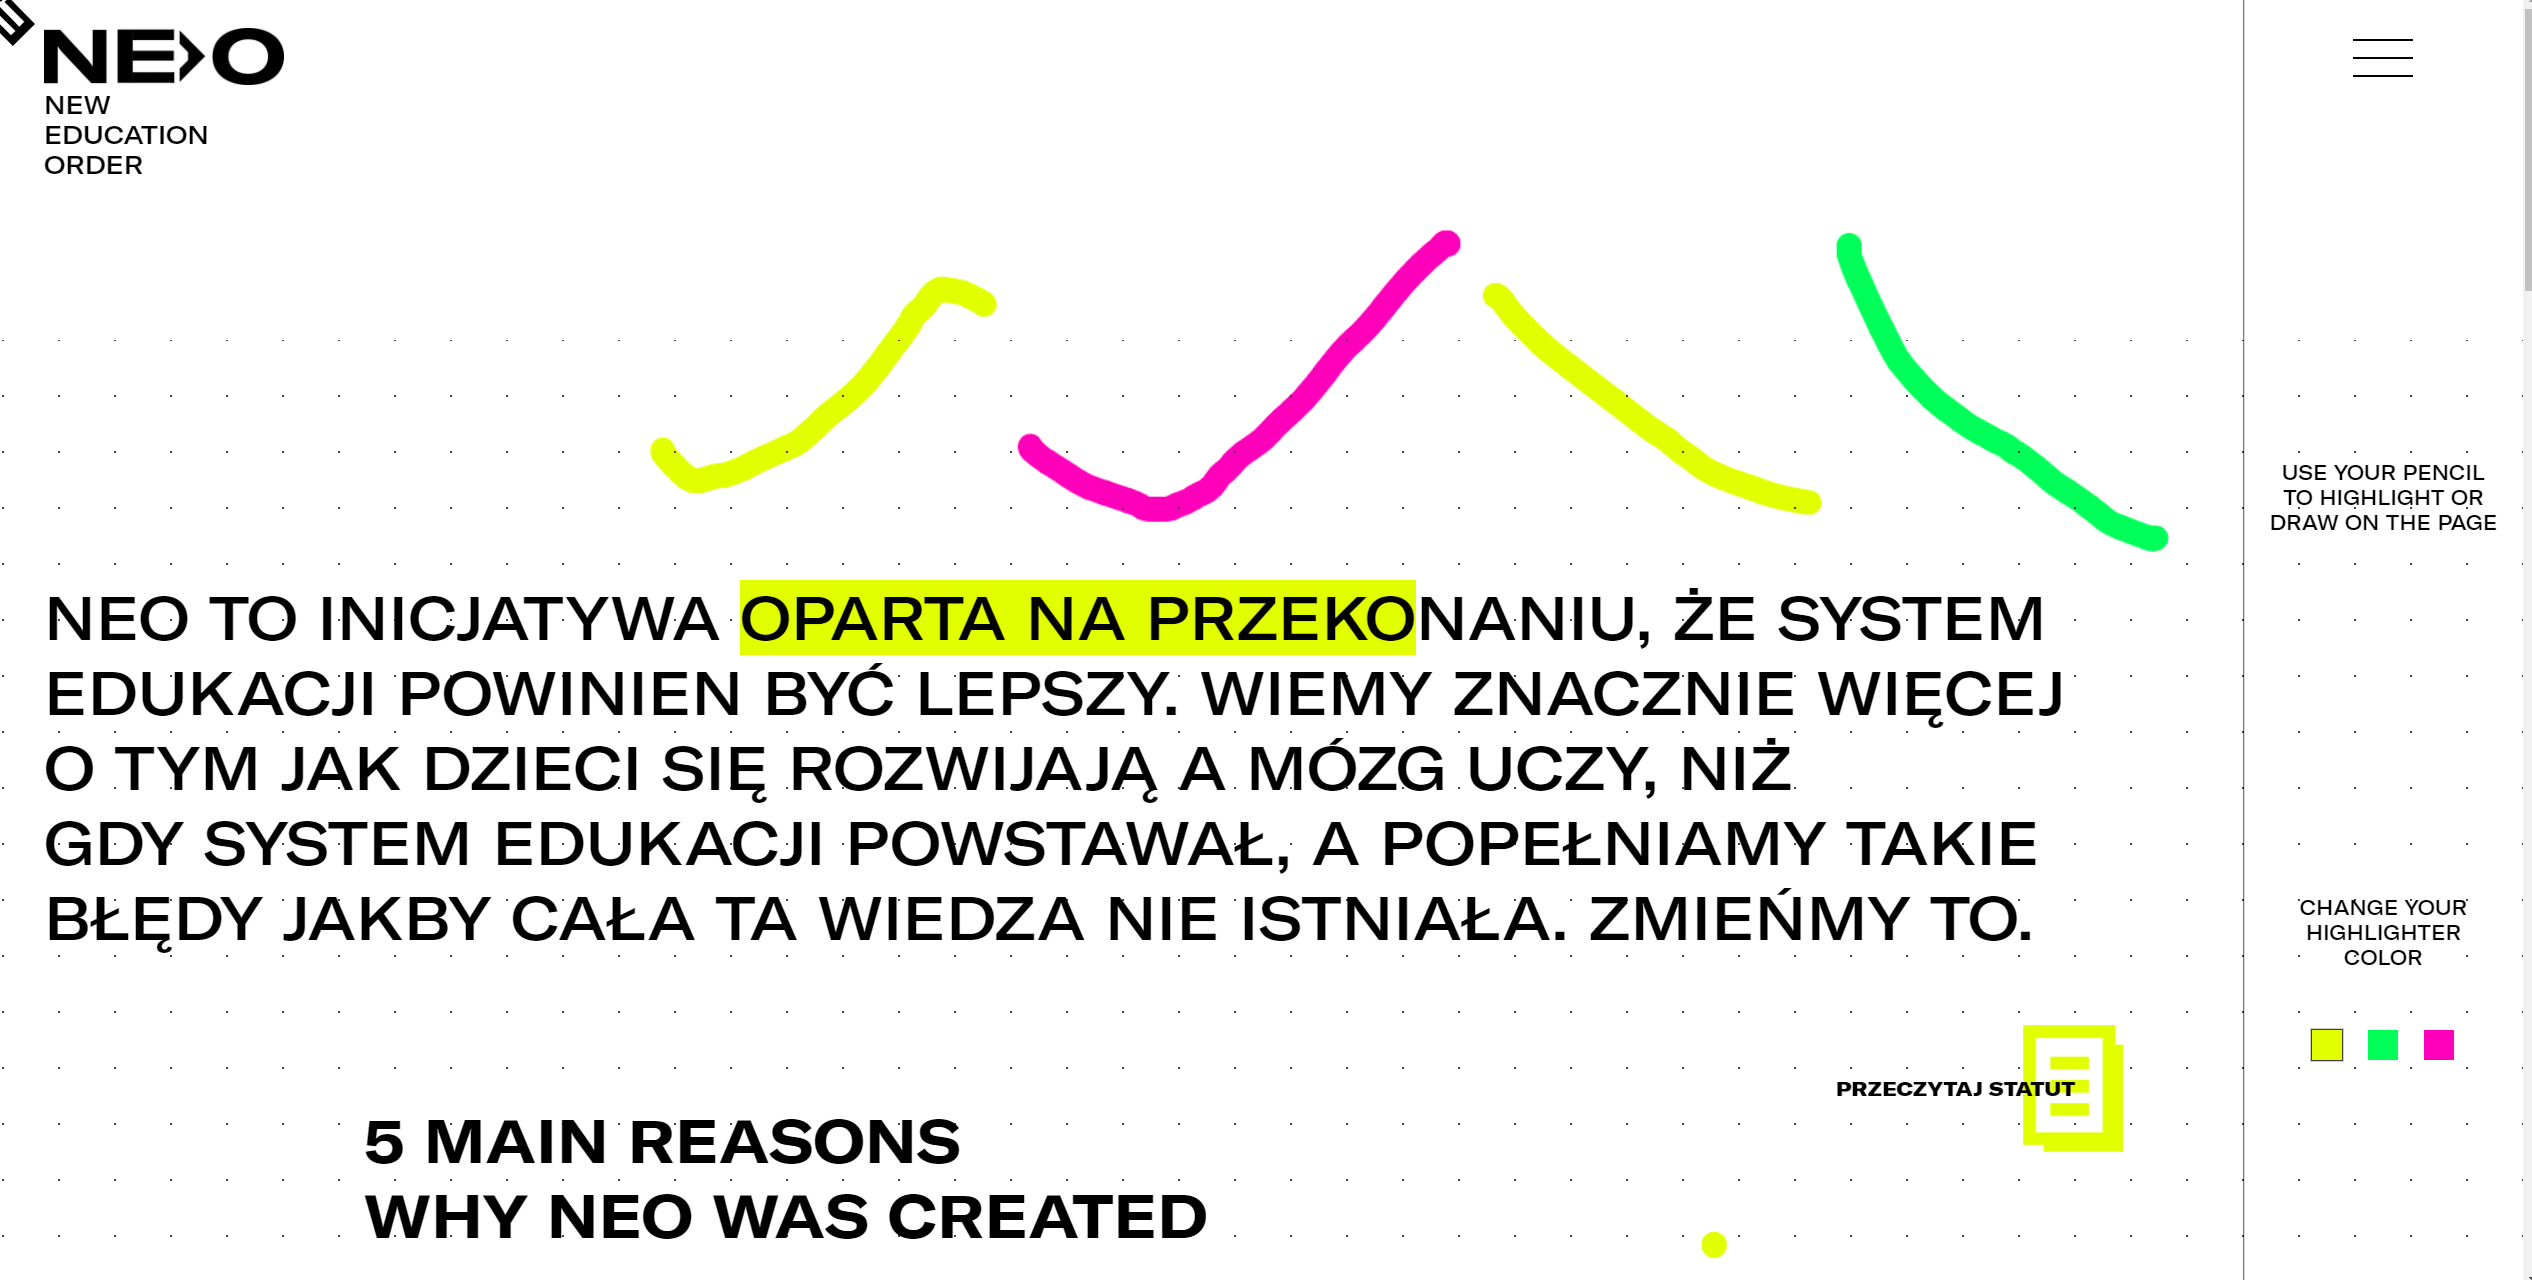 NEO
NEW
EDUCATION
ORDER
USE YOUR PENCIL
TO HIGHLIGHT OR
DRAW ON THE PAGE
NEO TO INICJATYWA OPARTA NA PRZEKONANIU, ŻE SYSTEM
EDUKACJI POWINIEN BYĆ LEPSZY. WIEMY ZNACZNIE WIĘCEJ
O TYM JAK DZIECI SIĘ ROZWIJAJĄ A MÓZG UCZY, NIŻ
GDY SYSTEM EDUKACJI POWSTAWAŁ, A POPEŁNIAMY TAKIE
BŁĘDY JAKBY CAŁA TA WIEDZA NIE ISTNIAŁA. ZMIEŃMY TO.
CHANGE YOUR
HIGHLIGHTER
COLOR
PRZECZYTAJ STATUT
5 MAIN REASONS
WHY NEO WAS CREATED